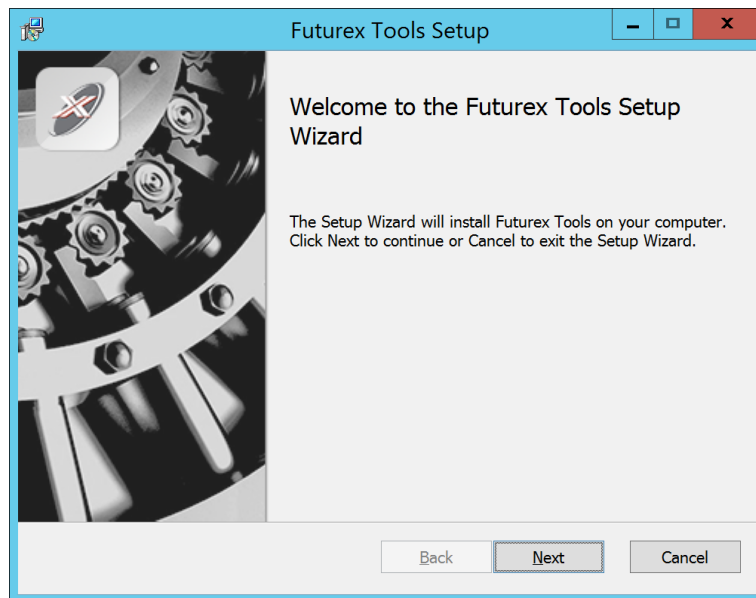 Futurex Tools Setup
Welcome to the Futurex Tools Setup
Wizard
The Setup Wizard will install Futurex Tools on your computer.
Click Next to continue or Cancel to exit the Setup Wizard.
Back Next Cancel